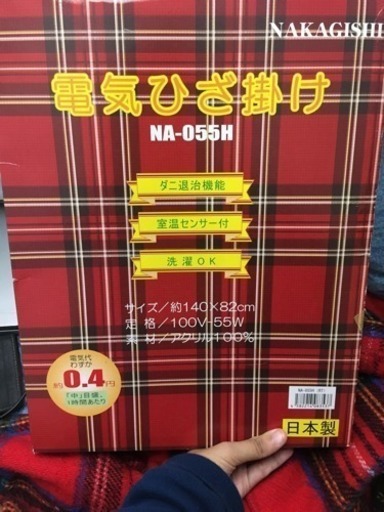 NAKAGISHI
電気ひざ掛け
NA-055H
ダニ退治機能
室温センサー付
洗濯OK
サイズ／約140×82cm
定格／100V-55W
素材／アクリル100%
電気代
わずか
約0.4円
「中」目盛、
1時間あたり
日本製